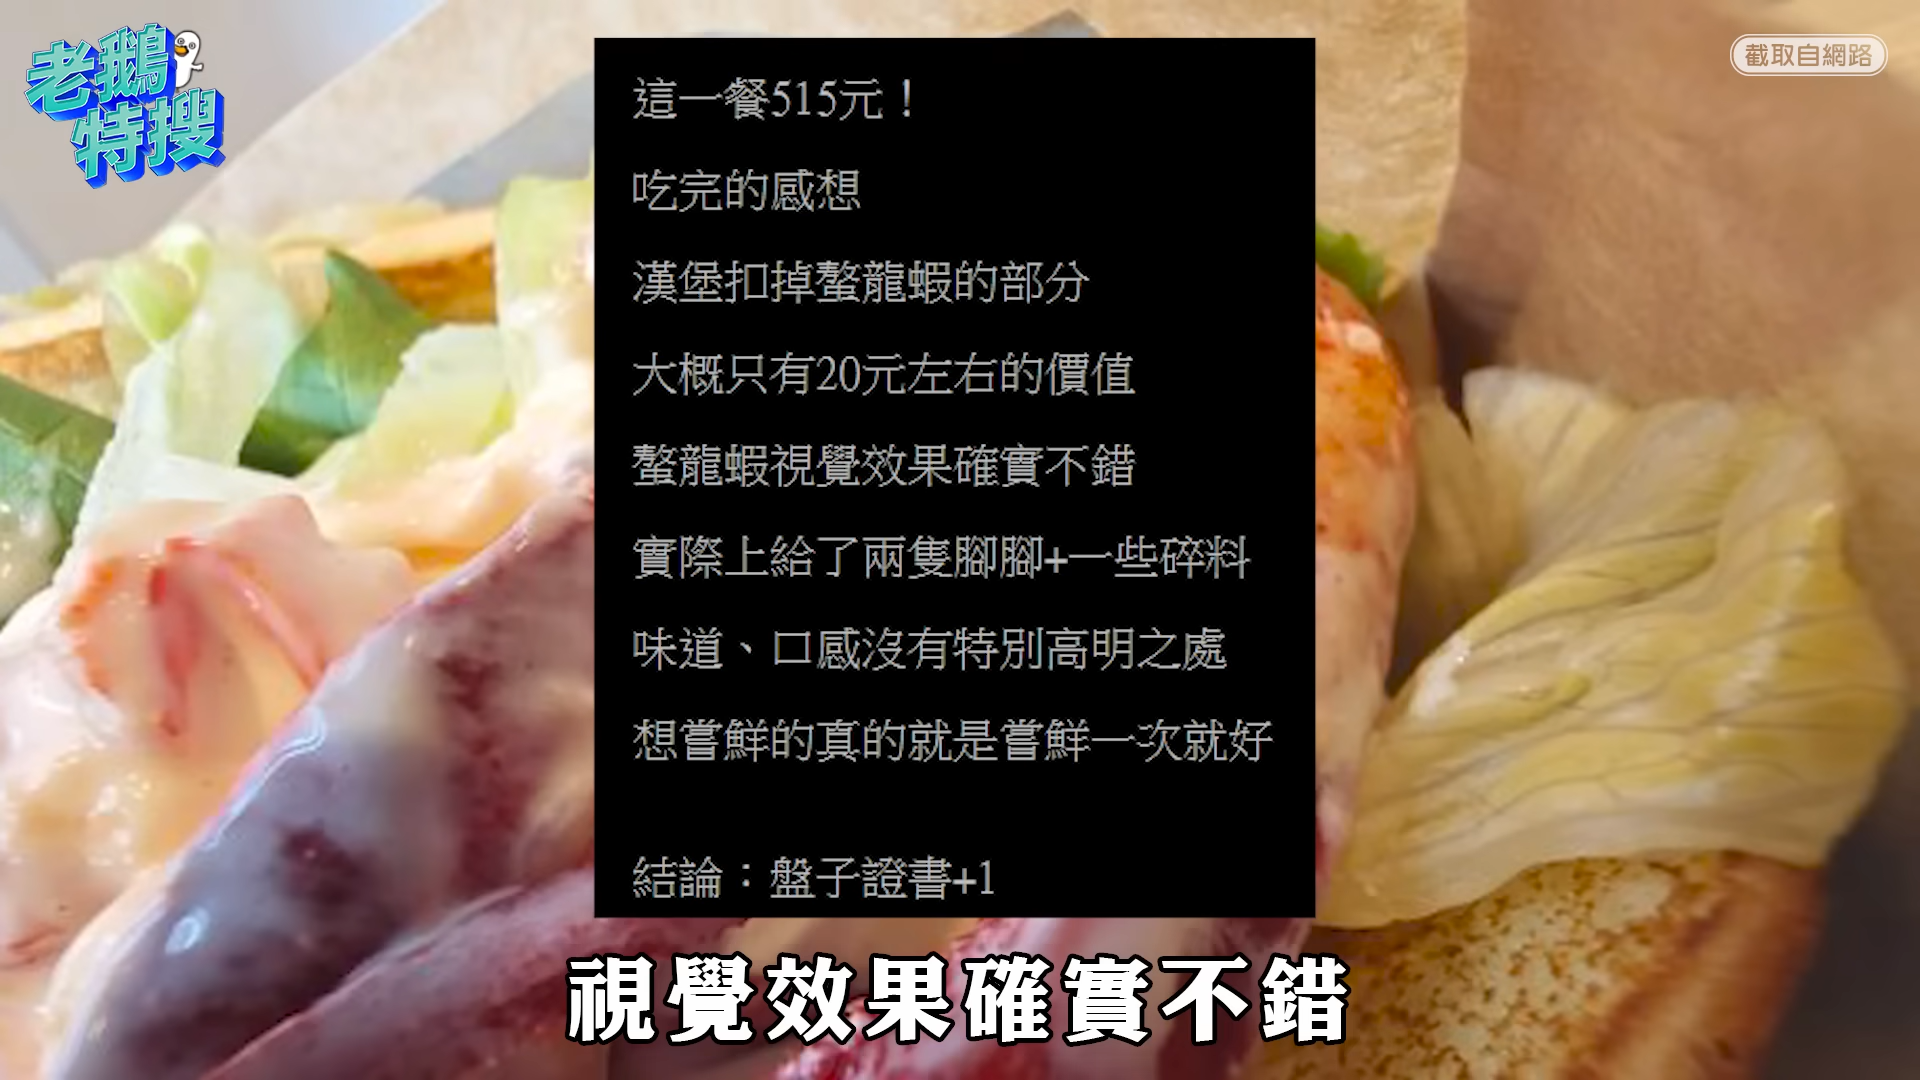 老鵝
特搜
截取自網路
這一餐515元！
吃完的感想
漢堡扣掉螯龍蝦的部分
大概只有20元左右的價值
螯龍蝦視覺效果確實不錯
實際上給了兩隻腳腳+一些碎料
味道、口感沒有特別高明之處
想嘗鮮的真的就是嘗鮮一次就好
結論：盤子證書+1
視覺效果確實不錯